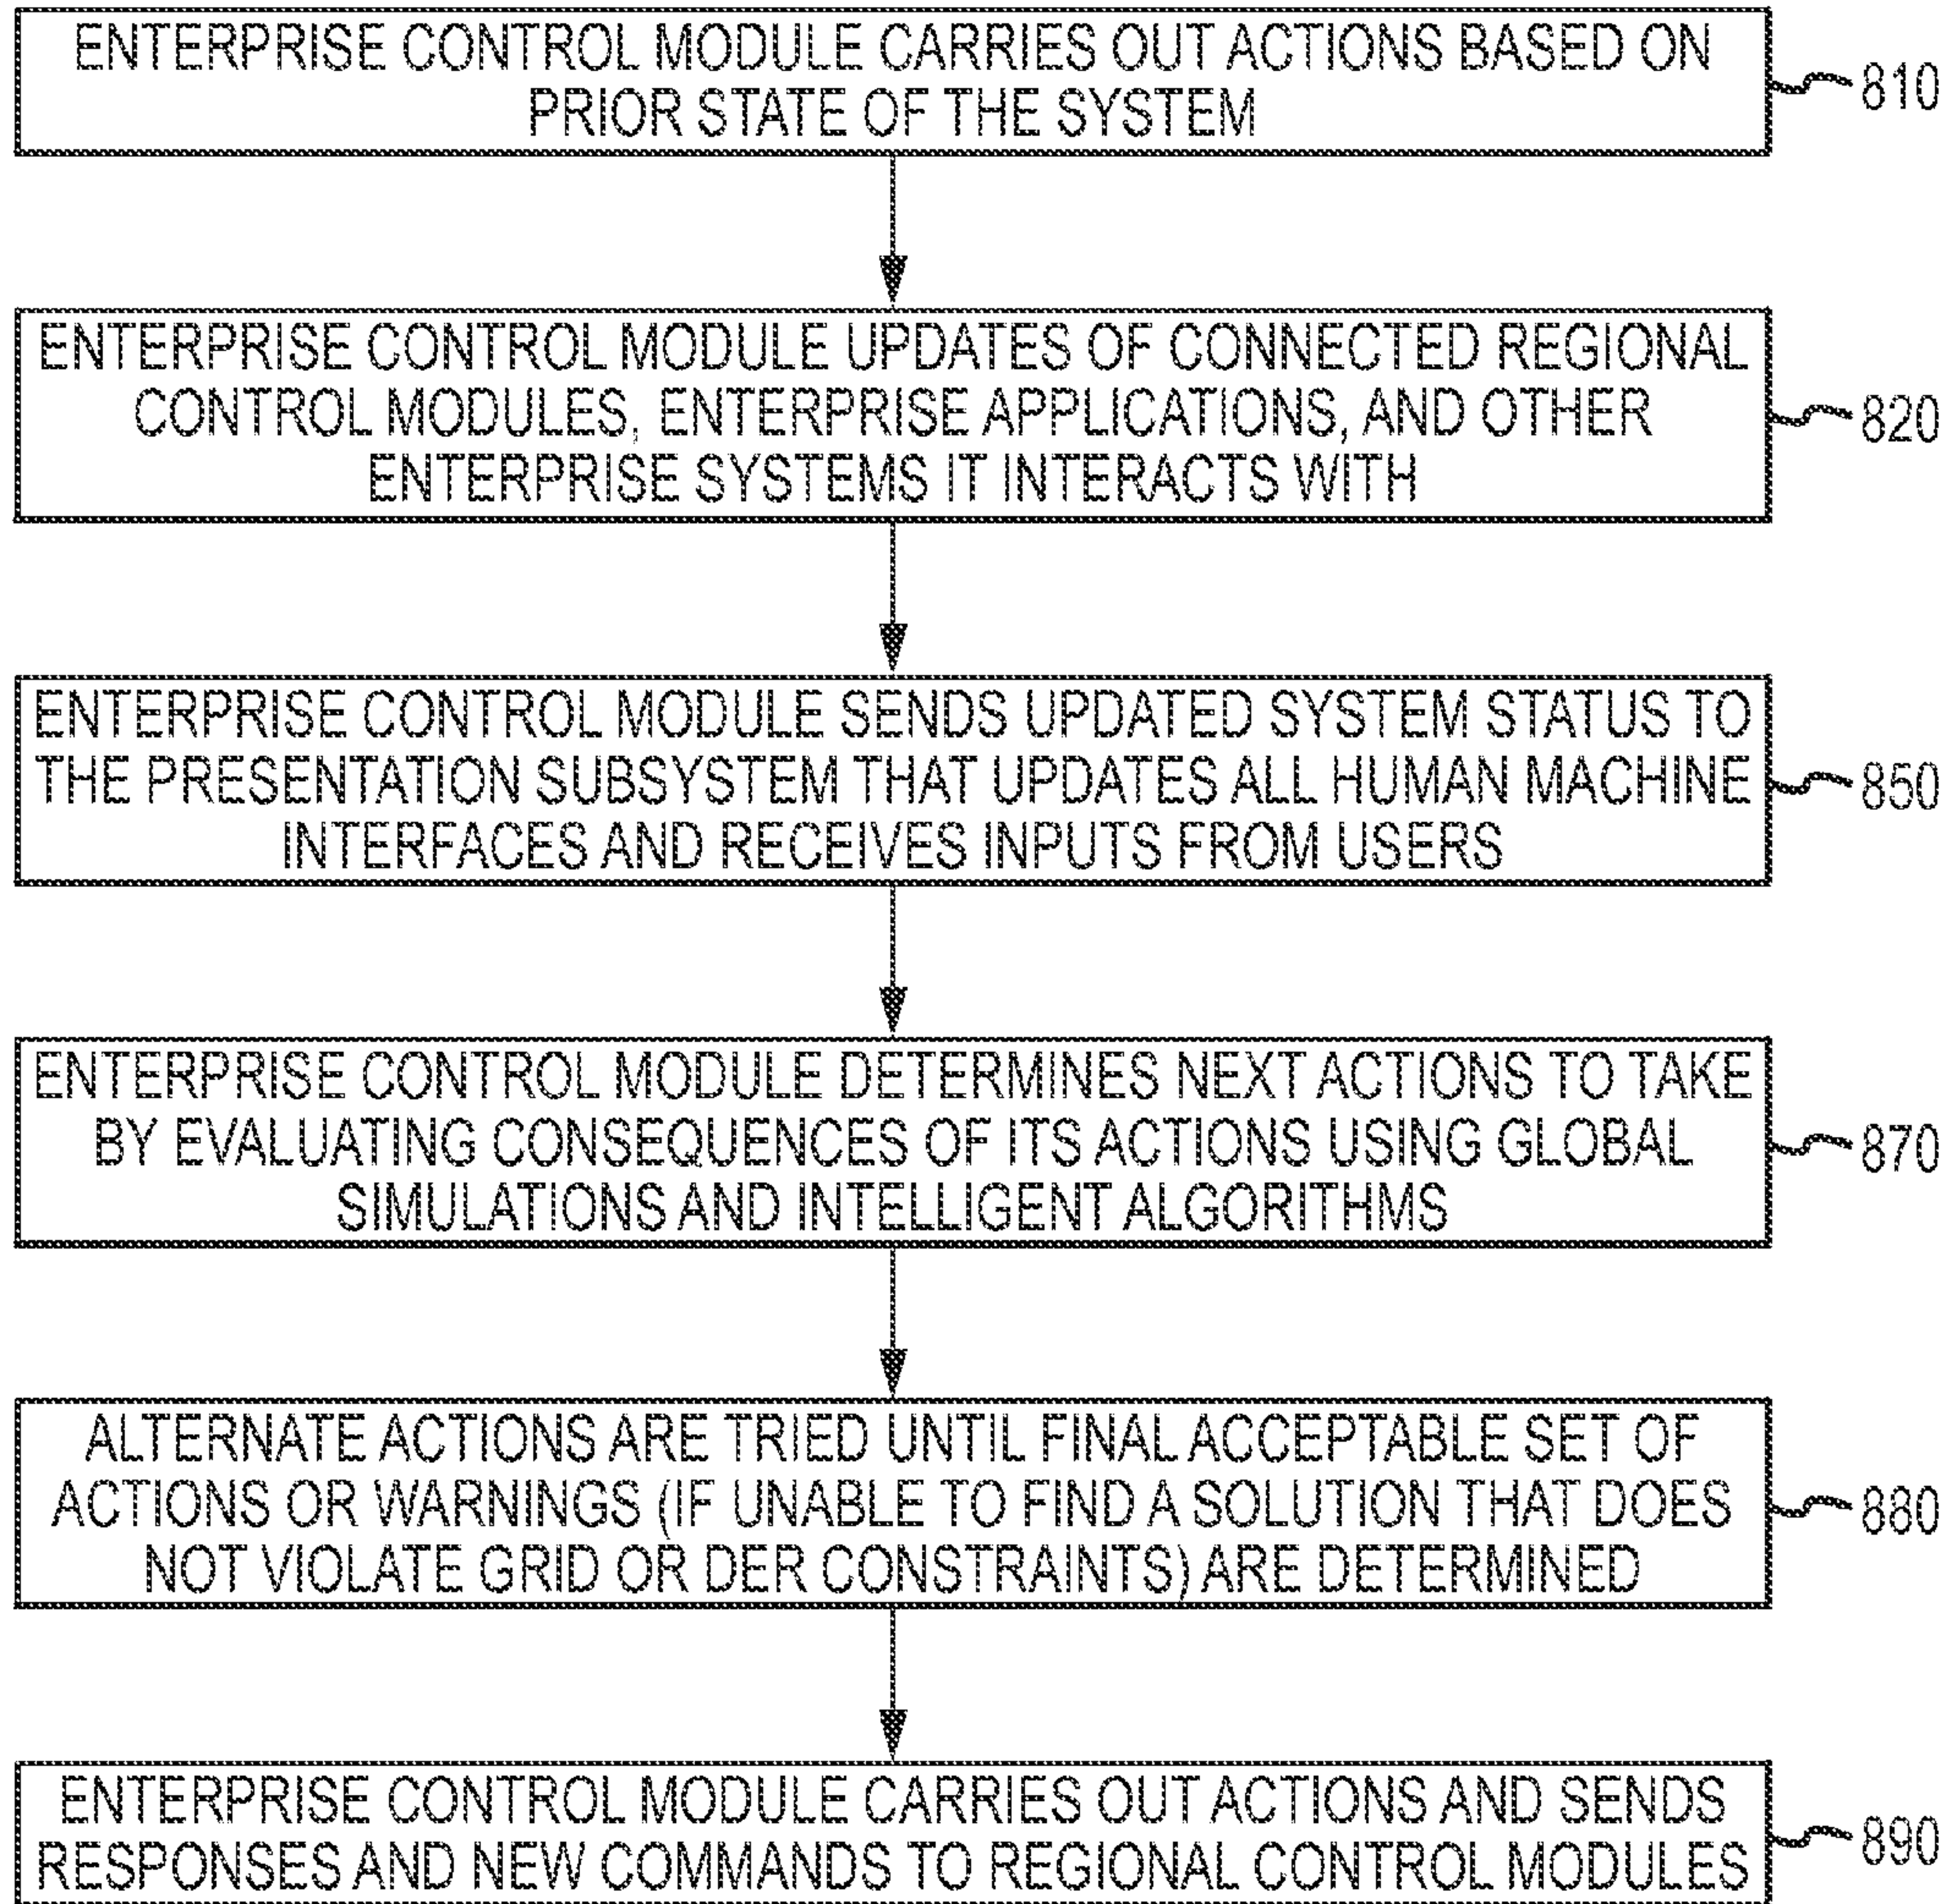 ENTERPRISE CONTROL MODULE CARRIES OUT ACTIONS BASED ON
PRIOR STATE OF THE SYSTEM
810
ENTERPRISE CONTROL MODULE UPDATES OF CONNECTED REGIONAL
CONTROL MODULES, ENTERPRISE APPLICATIONS, AND OTHER
ENTERPRISE SYSTEMS IT INTERACTS WITH
820
ENTERPRISE CONTROL MODULE SENDS UPDATED SYSTEM STATUS TO
THE PRESENTATION SUBSYSTEM THAT UPDATES ALL HUMAN MACHINE
INTERFACES AND RECEIVES INPUTS FROM USERS
850
ENTERPRISE CONTROL MODULE DETERMINES NEXT ACTIONS TO TAKE
BY EVALUATING CONSEQUENCES OF ITS ACTIONS USING GLOBAL
SIMULATIONS AND INTELLIGENT ALGORITHMS
870
ALTERNATE ACTIONS ARE TRIED UNTIL FINAL ACCEPTABLE SET OF
ACTIONS OR WARNINGS (IF UNABLE TO FIND A SOLUTION THAT DOES
NOT VIOLATE GRID OR DER CONSTRAINTS) ARE DETERMINED
880
ENTERPRISE CONTROL MODULE CARRIES OUT ACTIONS AND SENDS
RESPONSES AND NEW COMMANDS TO REGIONAL CONTROL MODULES
890